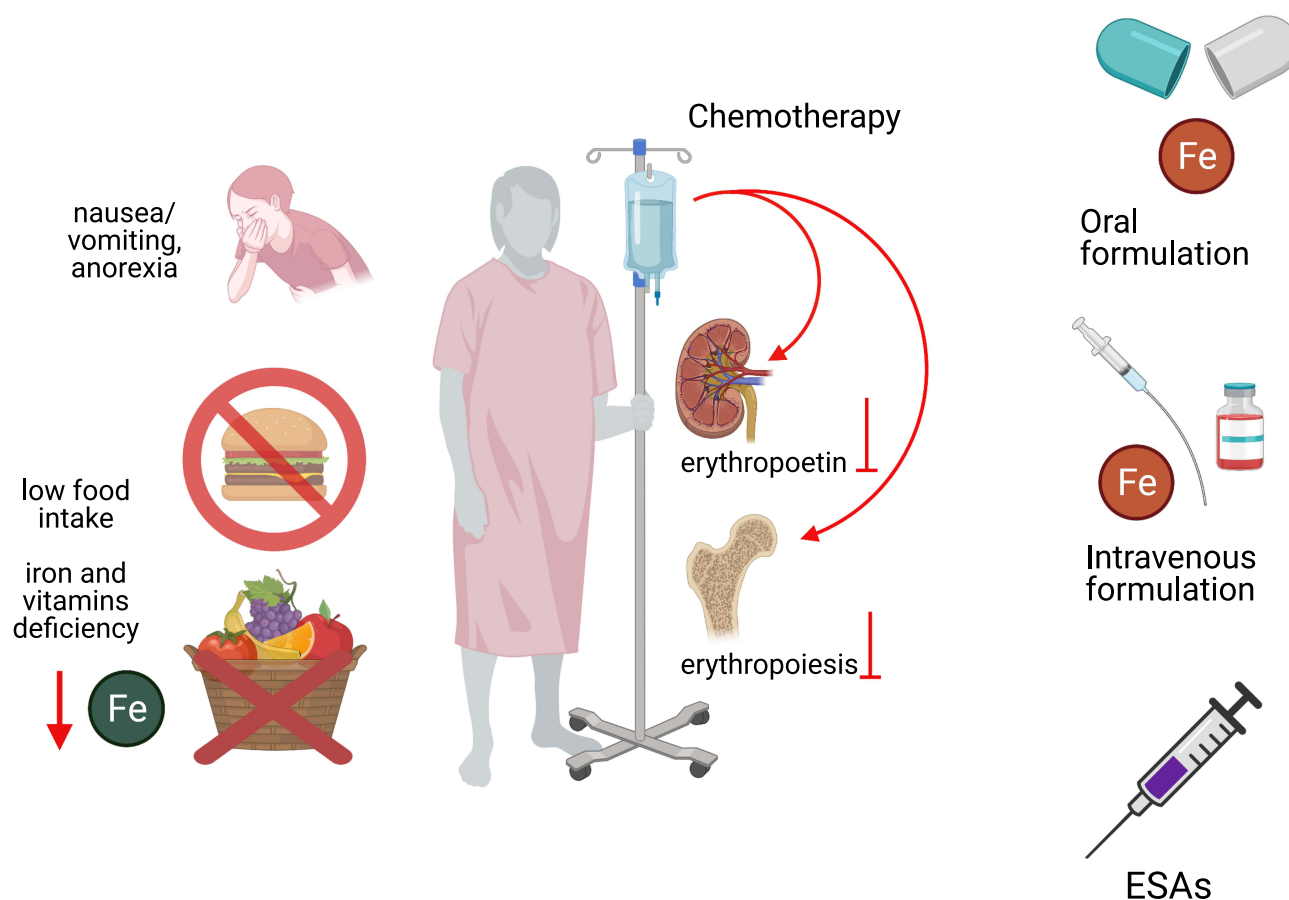 nausea/
vomiting,
anorexia
low food
intake
iron and
vitamins
deficiency
Fe
Chemotherapy
erythropoetin
erythropoiesis
Fe
Oral
formulation
Fe
Intravenous
formulation
ESAs